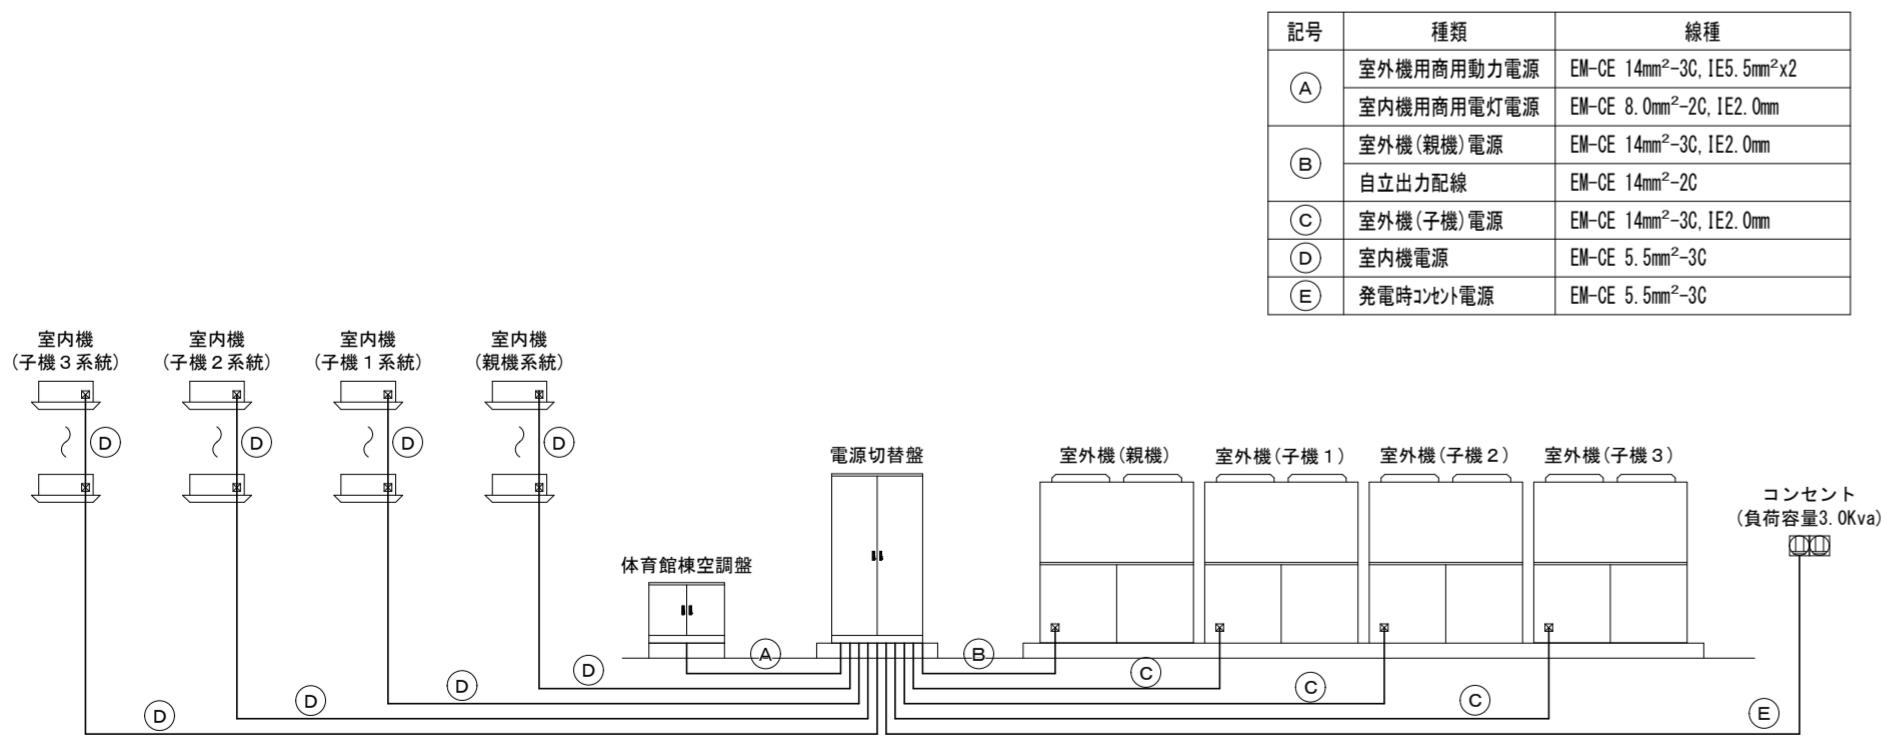 記号 種類 線種
A 室外機用商用動力電源 EM-CE 14mm²-3C, IE5.5mm²x2
室内機用商用電灯電源 EM-CE 8.0mm²-2C, IE2.0mm
B 室外機(親機)電源 EM-CE 14mm²-3C, IE2.0mm
自立出力配線 EM-CE 14mm²-2C
C 室外機(子機)電源 EM-CE 14mm²-3C, IE2.0mm
D 室内機電源 EM-CE 5.5mm²-3C
E 発電時ｺﾝｾﾝﾄ電源 EM-CE 5.5mm²-3C
室内機
(子機３系統)
室内機
(子機２系統)
室内機
(子機１系統)
室内機
(親機系統)
D
D
D
D
電源切替盤
室外機(親機)
室外機(子機１)
室外機(子機２)
室外機(子機３)
コンセント
(負荷容量3.0Kva)
体育館棟空調盤
A
B
D
D
D
D
C
C
C
E